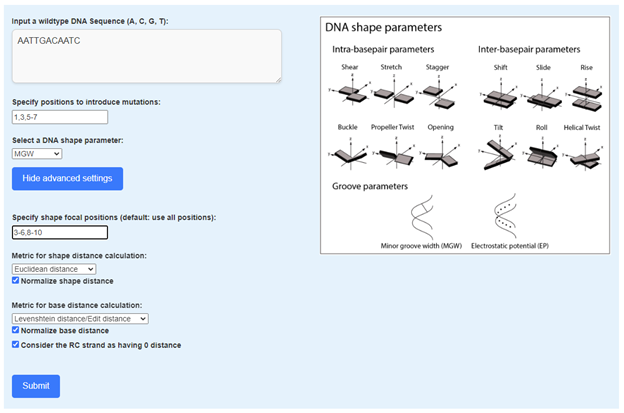 Input a wildtype DNA Sequence (A, C, G, T):
AATTGACAATC
Specify positions to introduce mutations:
1,3,5-7
Select a DNA shape parameter:
MGW
Hide advanced settings
Specify shape focal positions (default: use all positions):
3-6,8-10
Metric for shape distance calculation:
Euclidean distance
Normalize shape distance
Metric for base distance calculation:
Levenshtein distance/Edit distance
Normalize base distance
Consider the RC strand as having 0 distance
Submit
DNA shape parameters
Intra-basepair parameters
Inter-basepair parameters
Shear Stretch Stagger
Shift Slide Rise
Buckle Propeller Twist Opening
Tilt Roll Helical Twist
Groove parameters
Minor groove width (MGW)
Electrostatic potential (EP)